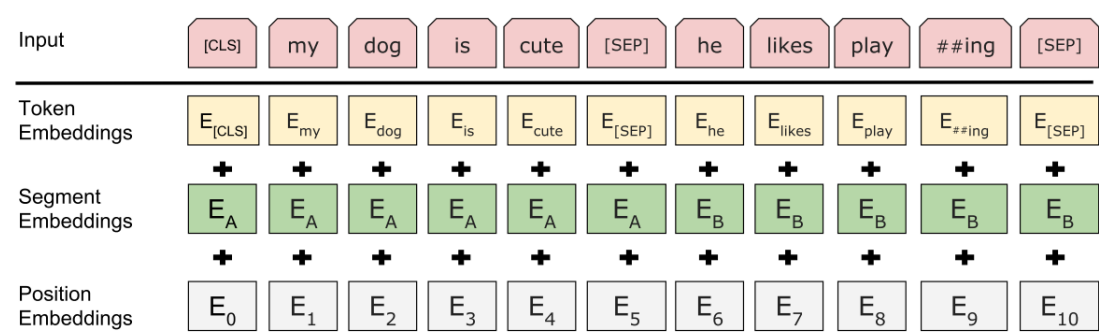 Input [CLS] my dog is cute [SEP] he likes play ##ing [SEP]
Token
Embeddings
E[CLS] Emy Edog Eis Ecute E[SEP] Ehe Elikes Eplay E##ing E[SEP]
+ + + + + + + + + + +
Segment
Embeddings
EA EA EA EA EA EA EB EB EB EB EB
+ + + + + + + + + + +
Position
Embeddings
E0 E1 E2 E3 E4 E5 E6 E7 E8 E9 E10